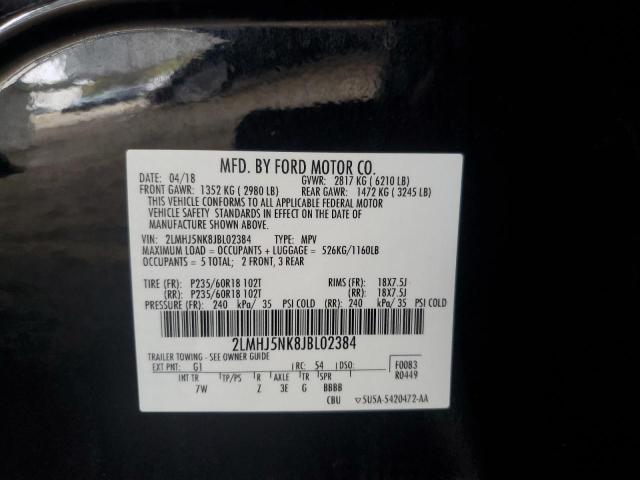 MFD. BY FORD MOTOR CO.
DATE: 04/18 GVWR: 2817 KG ( 6210 LB)
FRONT GAWR: 1352 KG ( 2980 LB) REAR GAWR: 1472 KG ( 3245 LB)
THIS VEHICLE CONFORMS TO ALL APPLICABLE FEDERAL MOTOR
VEHICLE SAFETY STANDARDS IN EFFECT ON THE DATE OF
MANUFACTURE SHOWN ABOVE.
VIN: 2LMHJ5NK8JBL02384 TYPE: MPV
MAXIMUM LOAD = OCCUPANTS + LUGGAGE = 526KG/1160LB
OCCUPANTS = 5 TOTAL; 2 FRONT, 3 REAR
TIRE (FR): P235/60R18 102T RIMS (FR): 18X7.5J
(RR): P235/60R18 102T (RR): 18X7.5J
PRESSURE (FR): 240 kPa/ 35 PSI COLD (RR): 240 kPa/ 35 PSI COLD
2LMHJ5NK8JBL02384
TRAILER TOWING - SEE OWNER GUIDE
EXT PNT: G1 RC: 54 DSO: F0083
R0449
INT TR TP/PS R AXLE TR SPR
7W Z 3E G BBBB
CBU ▽5U5A-5420472-AA